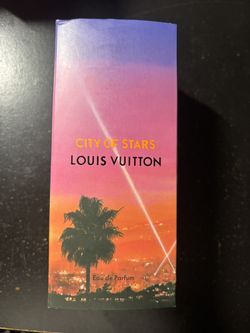 CITY OF STARS
LOUIS VUITTON
Eau de Parfum